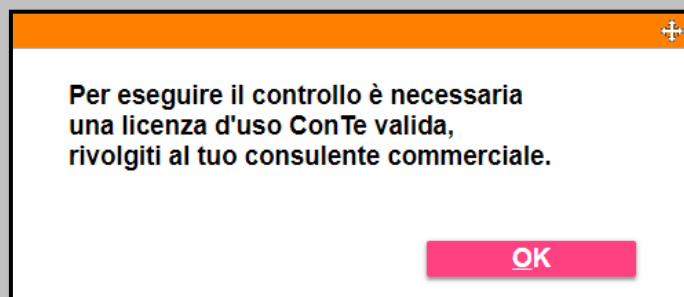 Per eseguire il controllo è necessaria
una licenza d'uso ConTe valida,
rivolgiti al tuo consulente commerciale.
OK